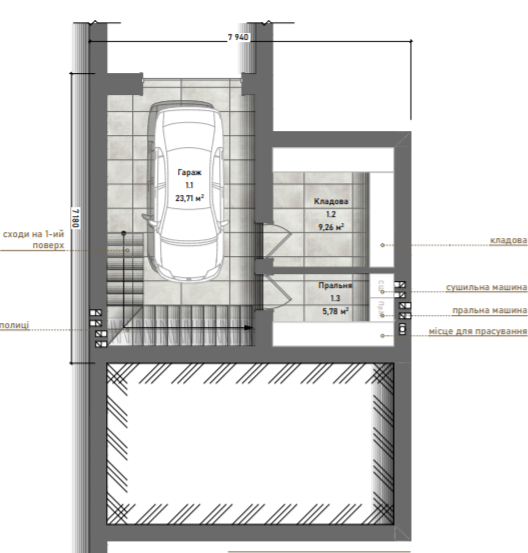 7 940
7 180
Гараж
1.1
23,71 м²
Кладова
1.2
9,26 м²
сходи на 1-ий
поверх
кладова
Пральня
1.3
5,78 м²
сушильна машина
пральна машина
полиці
місце для прасування